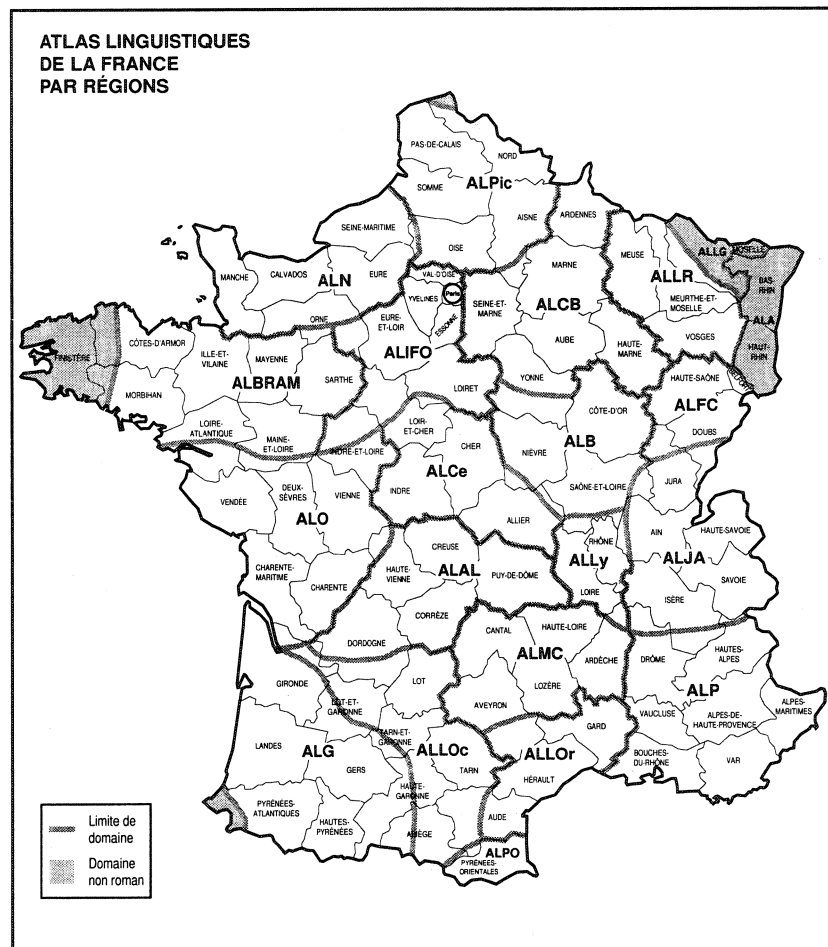 ATLAS LINGUISTIQUES
DE LA FRANCE
PAR RÉGIONS
PAS-DE-CALAIS
NORD
SOMME
ALPic
AISNE
ARDENNES
OISE
SEINE-MARITIME
MANCHE
CALVADOS
EURE
ALN
ORNE
VAL-D'OISE
YVELINES
Paris
ESSONNE
SEINE-ET-
MARNE
MARNE
ALCB
AUBE
HAUTE-
MARNE
MEUSE
ALLR
MEURTHE-ET-
MOSELLE
VOSGES
ALLG
MOSELLE
BAS-
RHIN
ALA
HAUT-
RHIN
FINISTÈRE
CÔTES-D'ARMOR
MORBIHAN
ILLE-ET-
VILAINE
MAYENNE
ALBRAM
SARTHE
LOIRE-
ATLANTIQUE
MAINE-
ET-LOIRE
EURE-
ET-LOIR
ALIFO
LOIRET
YONNE
HAUTE-SAÔNE
BELFORT
ALFC
DOUBS
JURA
CÔTE-D'OR
ALB
NIÈVRE
SAÔNE-ET-LOIRE
INDRE-ET-LOIRE
LOIR-
ET-CHER
CHER
ALCe
INDRE
ALLIER
VENDÉE
DEUX-
SÈVRES
VIENNE
ALO
CHARENTE-
MARITIME
CHARENTE
CREUSE
HAUTE-
VIENNE
ALAL
PUY-DE-DÔME
CORRÈZE
DORDOGNE
RHÔNE
ALLy
LOIRE
AIN
HAUTE-SAVOIE
ALJA
SAVOIE
ISÈRE
CANTAL
HAUTE-LOIRE
ALMC
ARDÈCHE
LOZÈRE
AVEYRON
DRÔME
HAUTES-
ALPES
ALP
VAUCLUSE
ALPES-DE-
HAUTE-PROVENCE
ALPES-
MARITIMES
BOUCHES-
DU-RHÔNE
VAR
GIRONDE
LOT-ET-
GARONNE
LOT
LANDES
ALG
GERS
TARN-ET-
GARONNE
ALLOc
TARN
HAUTE-
GARONNE
GARD
ALLOr
HÉRAULT
PYRÉNÉES-
ATLANTIQUES
HAUTES-
PYRÉNÉES
ARIÈGE
AUDE
ALPO
PYRÉNÉES-
ORIENTALES
Limite de
domaine
Domaine
non roman